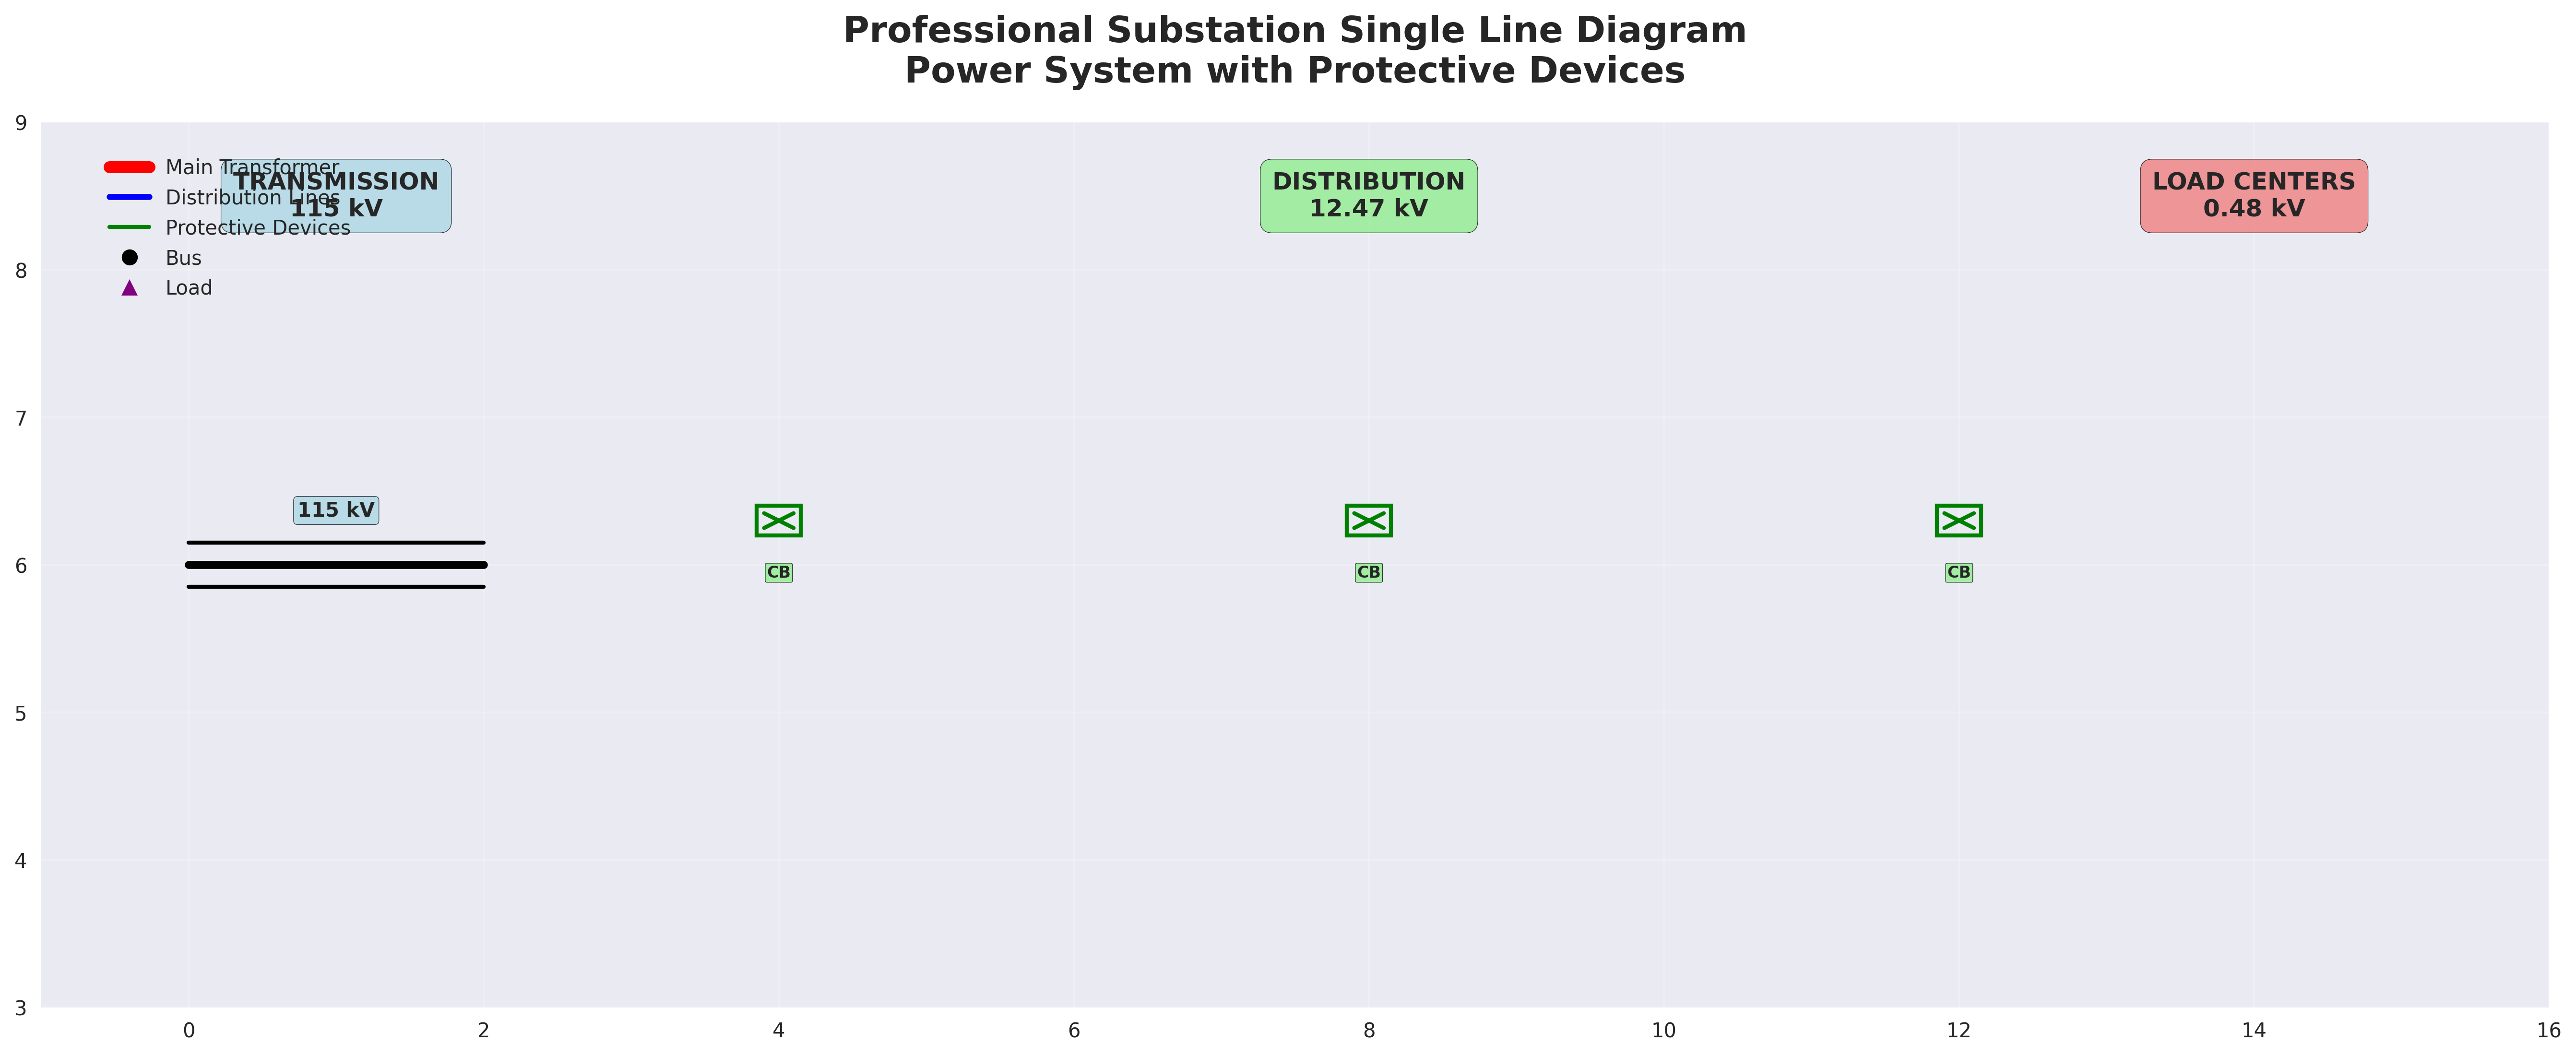 Professional Substation Single Line Diagram
Power System with Protective Devices
9
8
7
6
5
4
3
Main Transformer
Distribution Lines
Protective Devices
Bus
Load
TRANSMISSION
115 kV
DISTRIBUTION
12.47 kV
LOAD CENTERS
0.48 kV
115 kV
CB
CB
CB
0
2
4
6
8
10
12
14
16